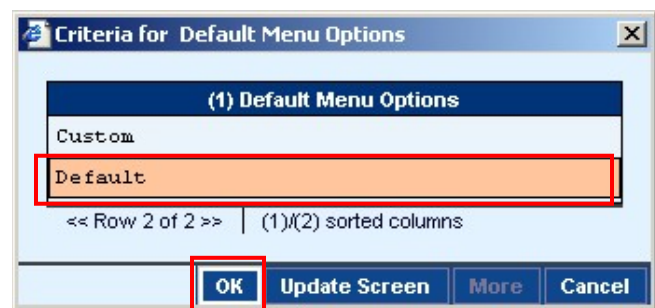 Criteria for Default Menu Options
(1) Default Menu Options
Custom
Default
<< Row 2 of 2 >> | (1)/(2) sorted columns
OK Update Screen More Cancel